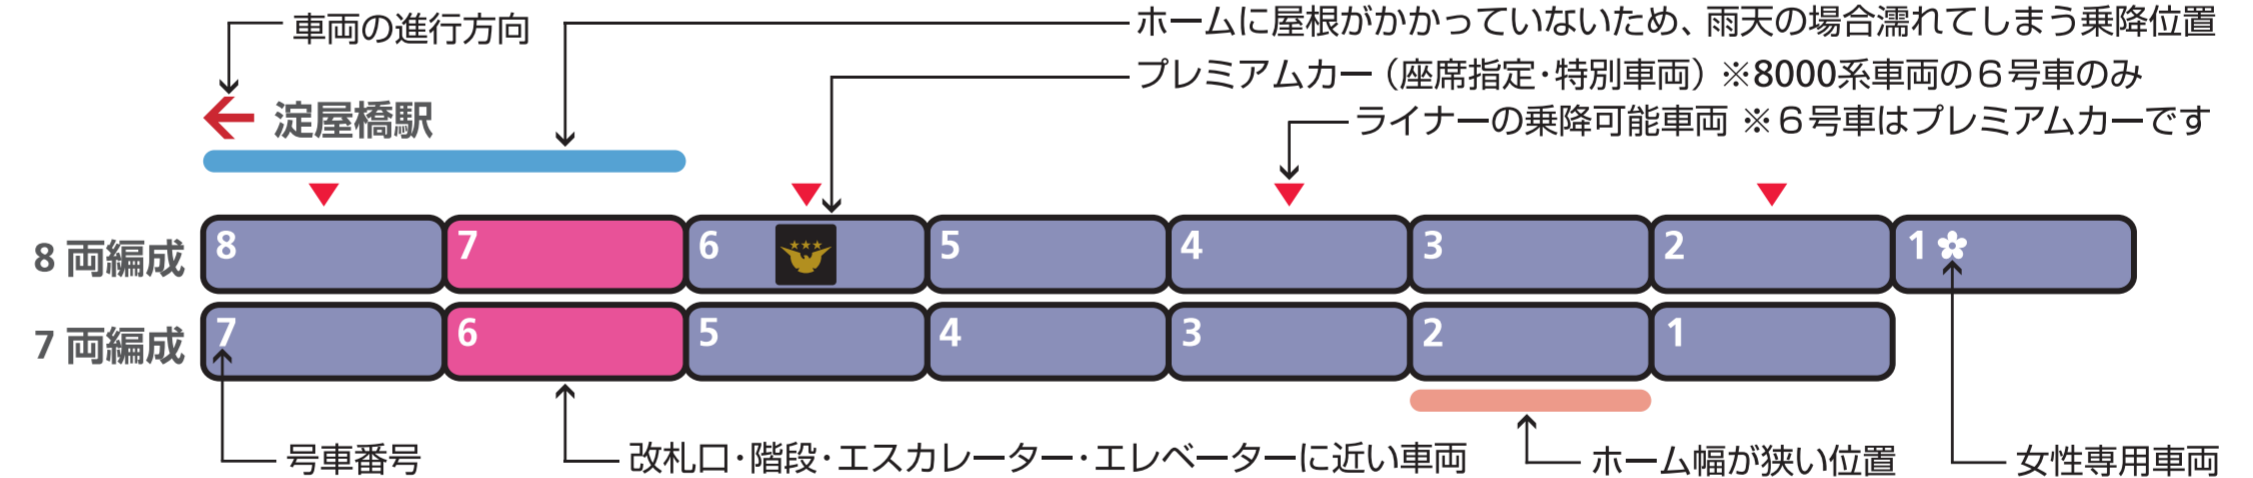 車両の進行方向
ホームに屋根がかかっていないため、雨天の場合濡れてしまう乗降位置
プレミアムカー（座席指定・特別車両）※8000系車両の６号車のみ
ライナーの乗降可能車両 ※６号車はプレミアムカーです
淀屋橋駅
8 両編成 8 7 6 5 4 3 2 1
7 両編成 7 6 5 4 3 2 1
号車番号
改札口・階段・エスカレーター・エレベーターに近い車両
ホーム幅が狭い位置
女性専用車両